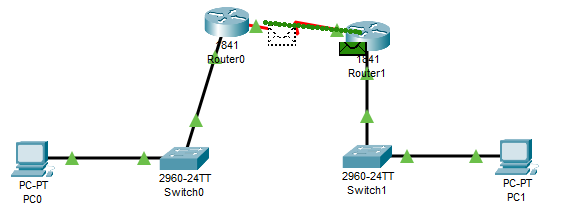 1841
Router0
1841
Router1
2960-24TT
Switch0
2960-24TT
Switch1
PC-PT
PC0
PC-PT
PC1